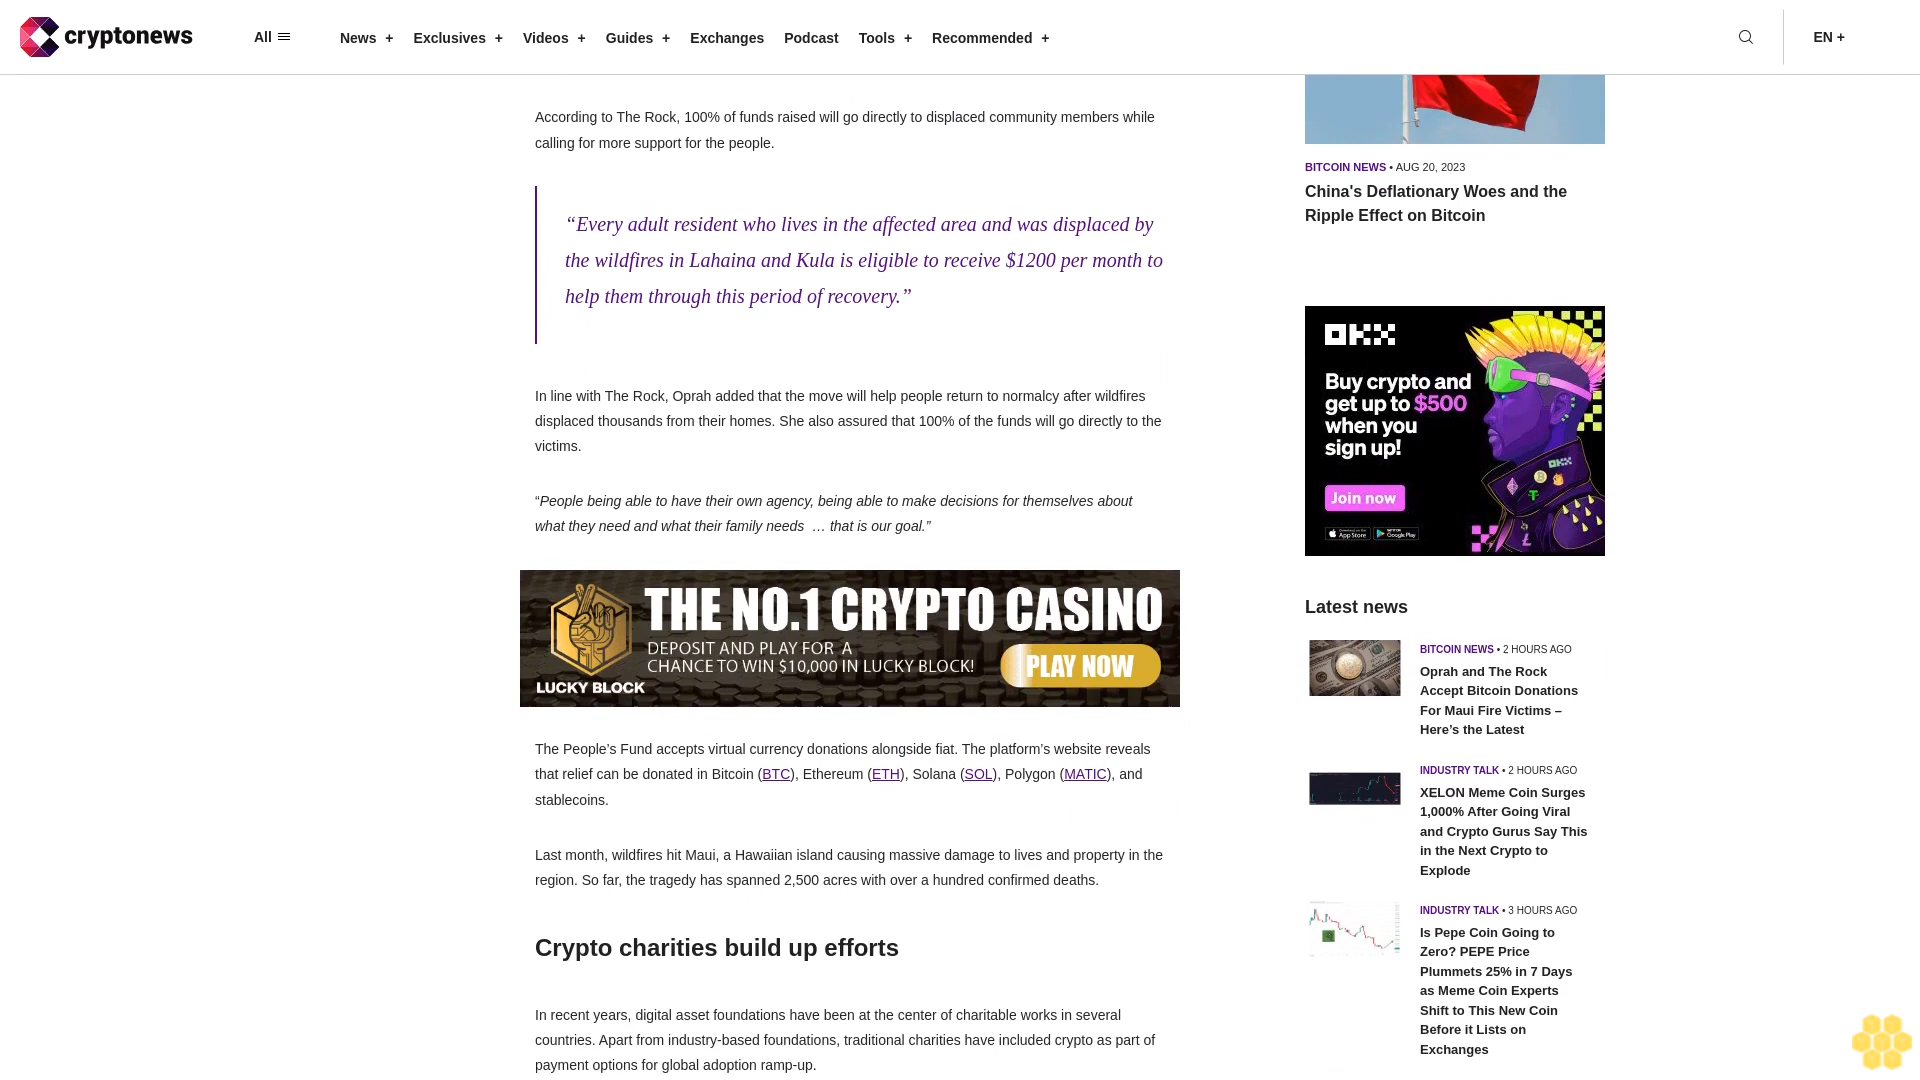 cryptonews
All
News +
Exclusives +
Videos +
Guides +
Exchanges
Podcast
Tools +
Recommended +
EN +
According to The Rock, 100% of funds raised will go directly to displaced community members while
calling for more support for the people.
“Every adult resident who lives in the affected area and was displaced by
the wildfires in Lahaina and Kula is eligible to receive $1200 per month to
help them through this period of recovery.”
In line with The Rock, Oprah added that the move will help people return to normalcy after wildfires
displaced thousands from their homes. She also assured that 100% of the funds will go directly to the
victims.
“People being able to have their own agency, being able to make decisions for themselves about
what they need and what their family needs … that is our goal.”
THE NO.1 CRYPTO CASINO
DEPOSIT AND PLAY FOR A
CHANCE TO WIN $10,000 IN LUCKY BLOCK!
PLAY NOW
LUCKY BLOCK
The People’s Fund accepts virtual currency donations alongside fiat. The platform’s website reveals
that relief can be donated in Bitcoin (BTC), Ethereum (ETH), Solana (SOL), Polygon (MATIC), and
stablecoins.
Last month, wildfires hit Maui, a Hawaiian island causing massive damage to lives and property in the
region. So far, the tragedy has spanned 2,500 acres with over a hundred confirmed deaths.
Crypto charities build up efforts
In recent years, digital asset foundations have been at the center of charitable works in several
countries. Apart from industry-based foundations, traditional charities have included crypto as part of
payment options for global adoption ramp-up.
BITCOIN NEWS • AUG 20, 2023
China's Deflationary Woes and the
Ripple Effect on Bitcoin
OKX
Buy crypto and
get up to $500
when you
sign up!
Join now
Download on the
App Store
GET IT ON
Google Play
OKX
Latest news
BITCOIN NEWS • 2 HOURS AGO
Oprah and The Rock
Accept Bitcoin Donations
For Maui Fire Victims –
Here’s the Latest
INDUSTRY TALK • 2 HOURS AGO
XELON Meme Coin Surges
1,000% After Going Viral
and Crypto Gurus Say This
in the Next Crypto to
Explode
INDUSTRY TALK • 3 HOURS AGO
Is Pepe Coin Going to
Zero? PEPE Price
Plummets 25% in 7 Days
as Meme Coin Experts
Shift to This New Coin
Before it Lists on
Exchanges